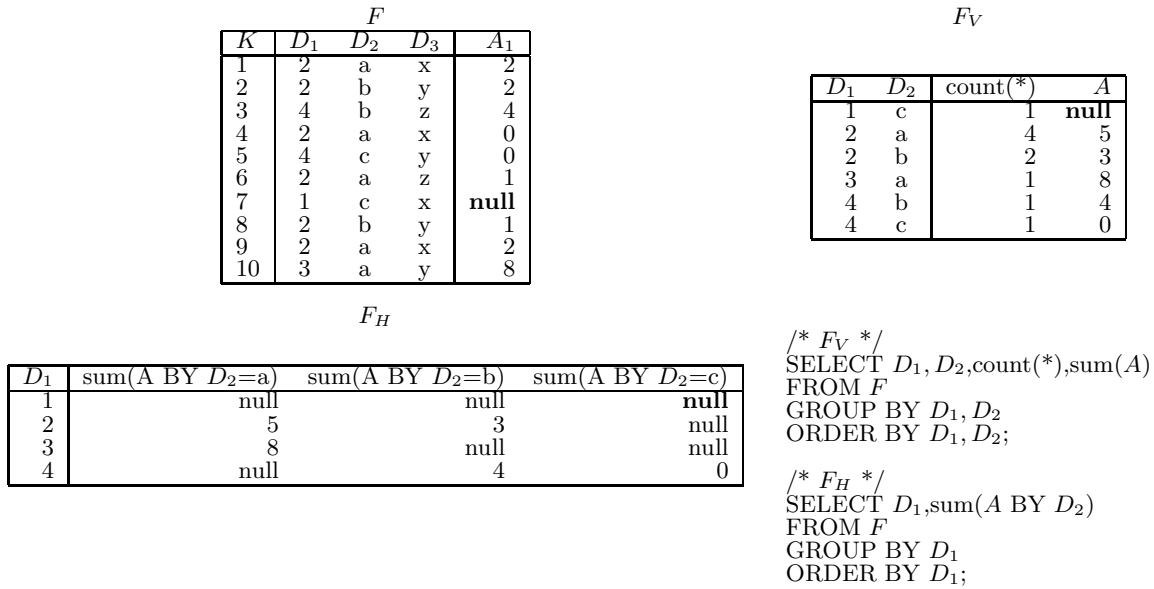 F
K D₁ D₂ D₃ A₁
1 2 a x 2
2 2 b y 2
3 4 b z 4
4 2 a x 0
5 4 c y 0
6 2 a z 1
7 1 c x null
8 2 b y 1
9 2 a x 2
10 3 a y 8
F_V
D₁ D₂ count(*) A
1 c 1 null
2 a 4 5
2 b 2 3
3 a 1 8
4 b 1 4
4 c 1 0
F_H
D₁ sum(A BY D₂=a) sum(A BY D₂=b) sum(A BY D₂=c)
1 null null null
2 5 3 null
3 8 null null
4 null 4 0
/* F_V */
SELECT D₁, D₂,count(*),sum(A)
FROM F
GROUP BY D₁, D₂
ORDER BY D₁, D₂;
/* F_H */
SELECT D₁,sum(A BY D₂)
FROM F
GROUP BY D₁
ORDER BY D₁;